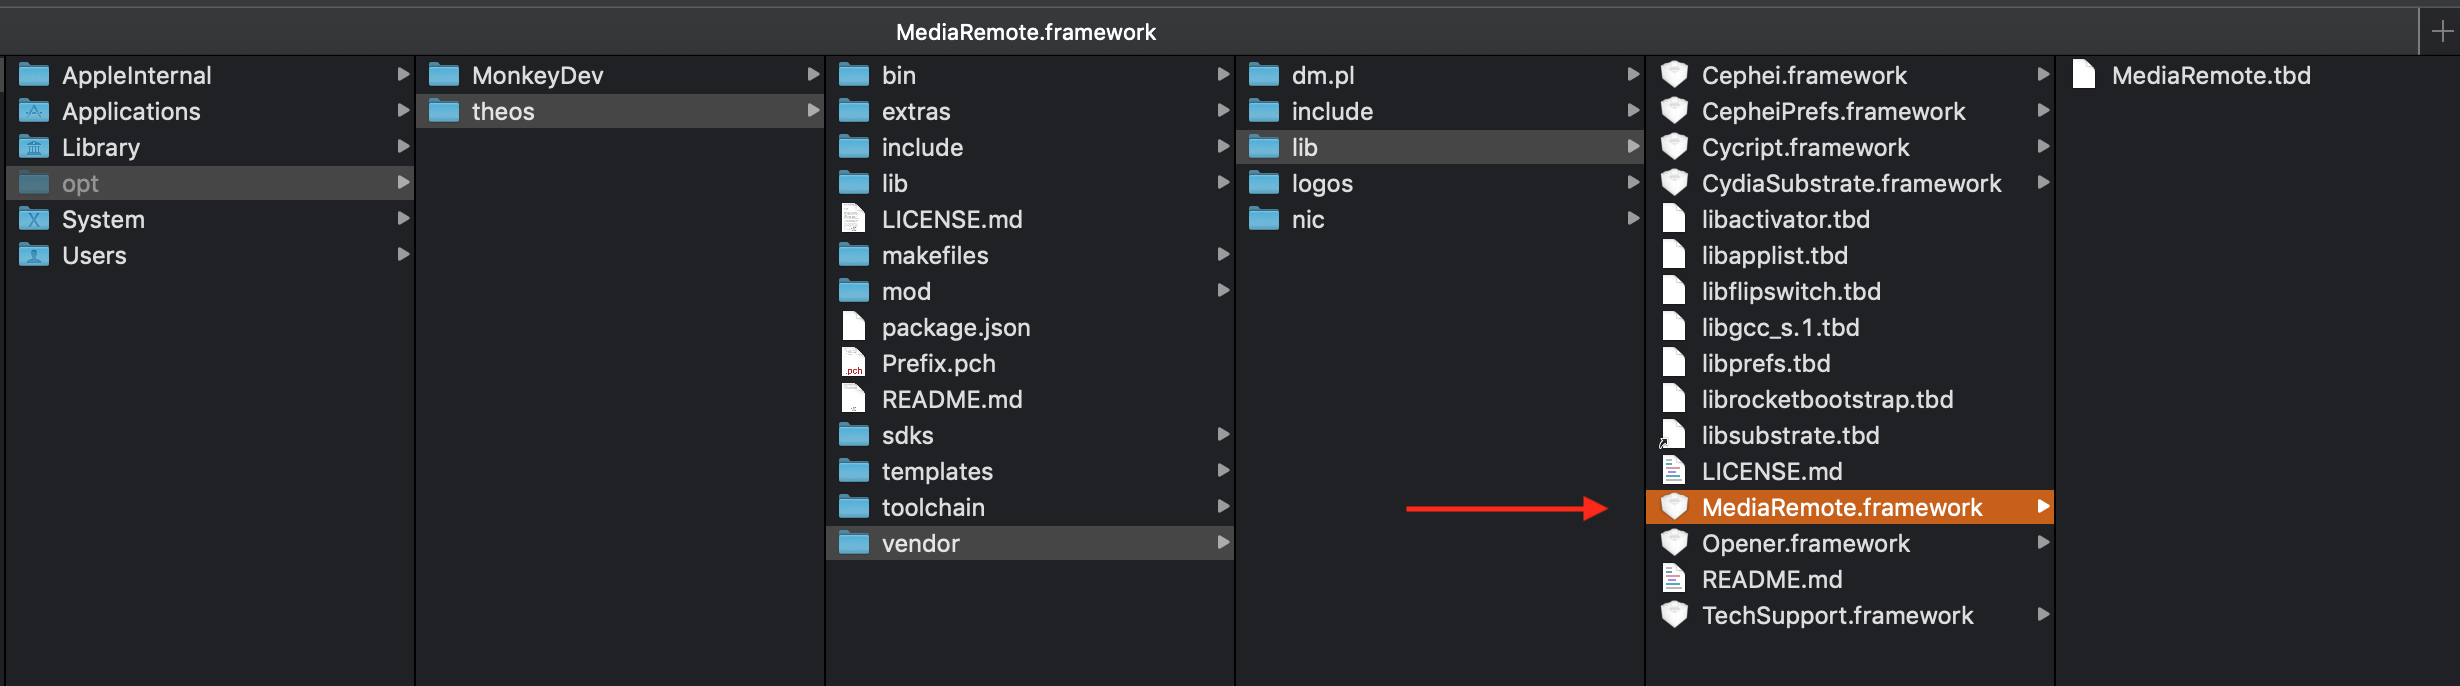 MediaRemote.framework
AppleInternal
Applications
Library
opt
System
Users
MonkeyDev
theos
bin
extras
include
lib
LICENSE.md
makefiles
mod
package.json
Prefix.pch
README.md
sdks
templates
toolchain
vendor
dm.pl
include
lib
logos
nic
Cephei.framework
CepheiPrefs.framework
Cycript.framework
CydiaSubstrate.framework
libactivator.tbd
libapplist.tbd
libflipswitch.tbd
libgcc_s.1.tbd
libprefs.tbd
librocketbootstrap.tbd
libsubstrate.tbd
LICENSE.md
MediaRemote.framework
Opener.framework
README.md
TechSupport.framework
MediaRemote.tbd